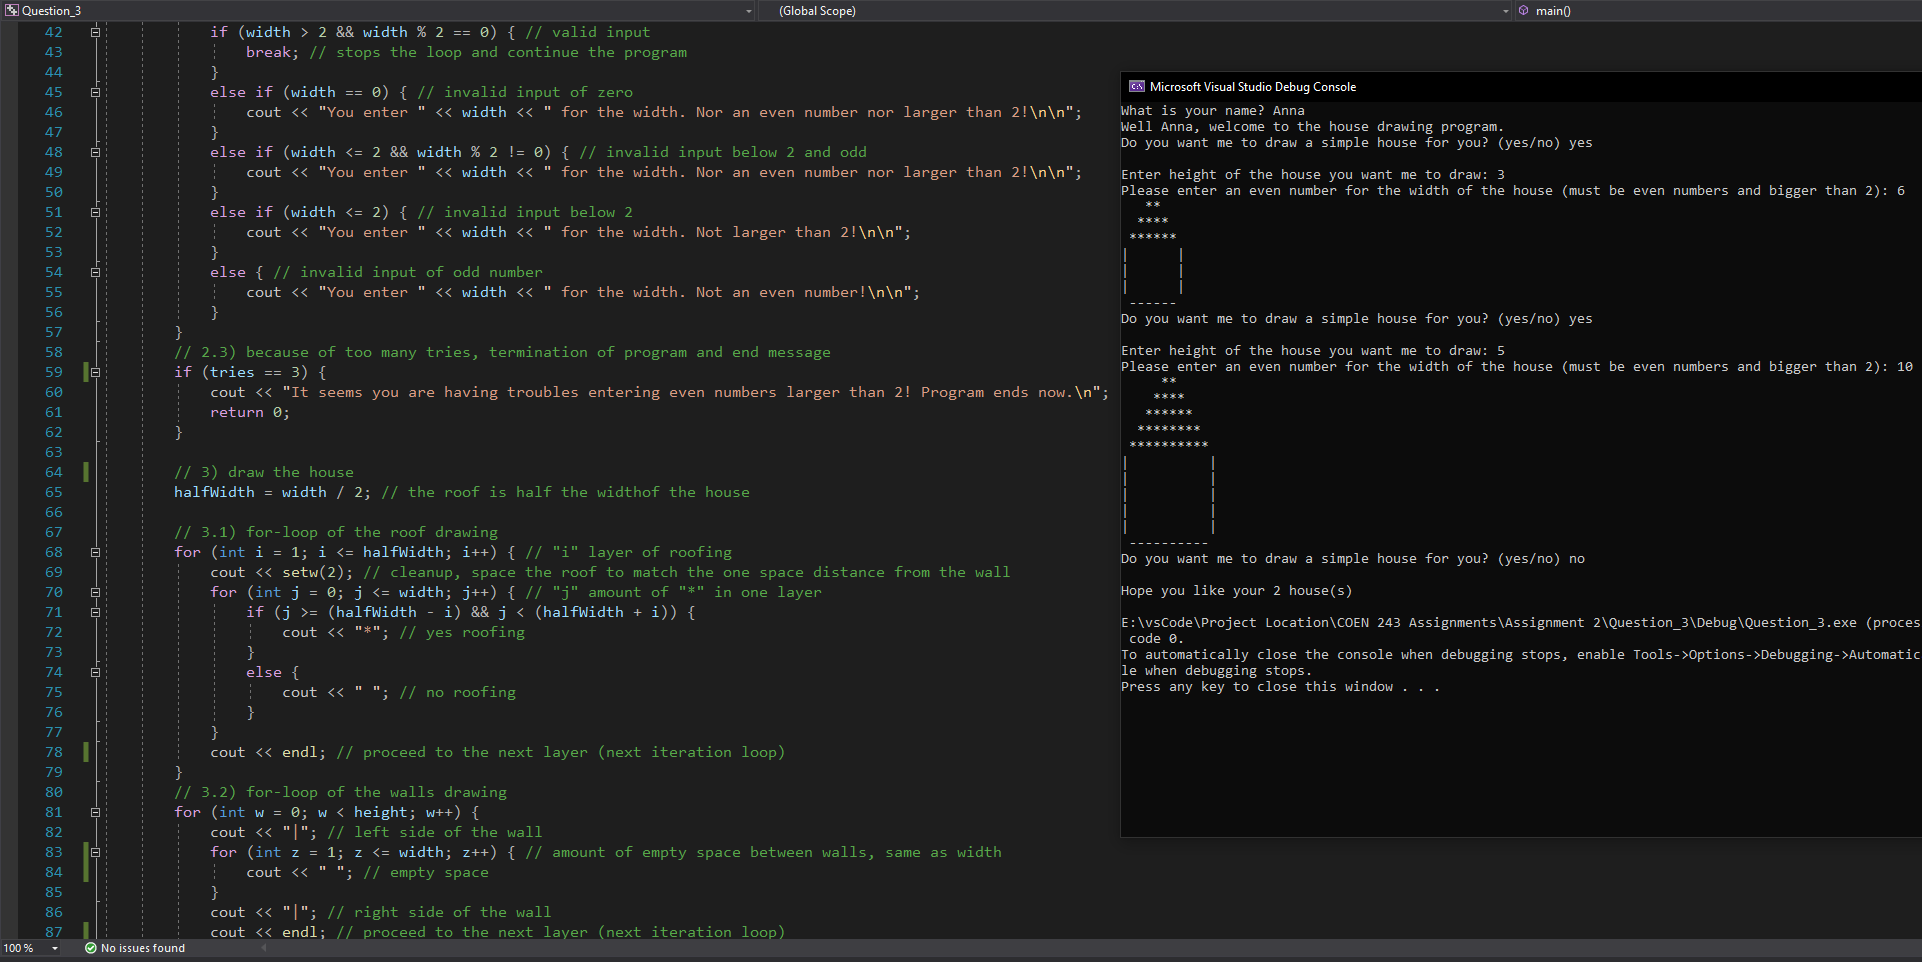 Question_3
(Global Scope)
main()
42 if (width > 2 && width % 2 == 0) { // valid input
43 break; // stops the loop and continue the program
44 }
45 else if (width == 0) { // invalid input of zero
46 cout << "You enter " << width << " for the width. Nor an even number nor larger than 2!\n\n";
47 }
48 else if (width <= 2 && width % 2 != 0) { // invalid input below 2 and odd
49 cout << "You enter " << width << " for the width. Nor an even number nor larger than 2!\n\n";
50 }
51 else if (width <= 2) { // invalid input below 2
52 cout << "You enter " << width << " for the width. Not larger than 2!\n\n";
53 }
54 else { // invalid input of odd number
55 cout << "You enter " << width << " for the width. Not an even number!\n\n";
56 }
57 }
58 // 2.3) because of too many tries, termination of program and end message
59 if (tries == 3) {
60 cout << "It seems you are having troubles entering even numbers larger than 2! Program ends now.\n";
61 return 0;
62 }
63
64 // 3) draw the house
65 halfWidth = width / 2; // the roof is half the widthof the house
66
67 // 3.1) for-loop of the roof drawing
68 for (int i = 1; i <= halfWidth; i++) { // "i" layer of roofing
69 cout << setw(2); // cleanup, space the roof to match the one space distance from the wall
70 for (int j = 0; j <= width; j++) { // "j" amount of "*" in one layer
71 if (j >= (halfWidth - i) && j < (halfWidth + i)) {
72 cout << "*"; // yes roofing
73 }
74 else {
75 cout << " "; // no roofing
76 }
77 }
78 cout << endl; // proceed to the next layer (next iteration loop)
79 }
80 // 3.2) for-loop of the walls drawing
81 for (int w = 0; w < height; w++) {
82 cout << "|"; // left side of the wall
83 for (int z = 1; z <= width; z++) { // amount of empty space between walls, same as width
84 cout << " "; // empty space
85 }
86 cout << "|"; // right side of the wall
87 cout << endl; // proceed to the next layer (next iteration loop)
100 %
No issues found
Microsoft Visual Studio Debug Console
What is your name? Anna
Well Anna, welcome to the house drawing program.
Do you want me to draw a simple house for you? (yes/no) yes

Enter height of the house you want me to draw: 3
Please enter an even number for the width of the house (must be even numbers and bigger than 2): 6
   **
  ****
 ******
|      |
|      |
|      |
 ------
Do you want me to draw a simple house for you? (yes/no) yes

Enter height of the house you want me to draw: 5
Please enter an even number for the width of the house (must be even numbers and bigger than 2): 10
     **
    ****
   ******
  ********
 **********
|          |
|          |
|          |
|          |
|          |
 ----------
Do you want me to draw a simple house for you? (yes/no) no

Hope you like your 2 house(s)

E:\vsCode\Project Location\COEN 243 Assignments\Assignment 2\Question_3\Debug\Question_3.exe (proces
 code 0.
To automatically close the console when debugging stops, enable Tools->Options->Debugging->Automatic
le when debugging stops.
Press any key to close this window . . .